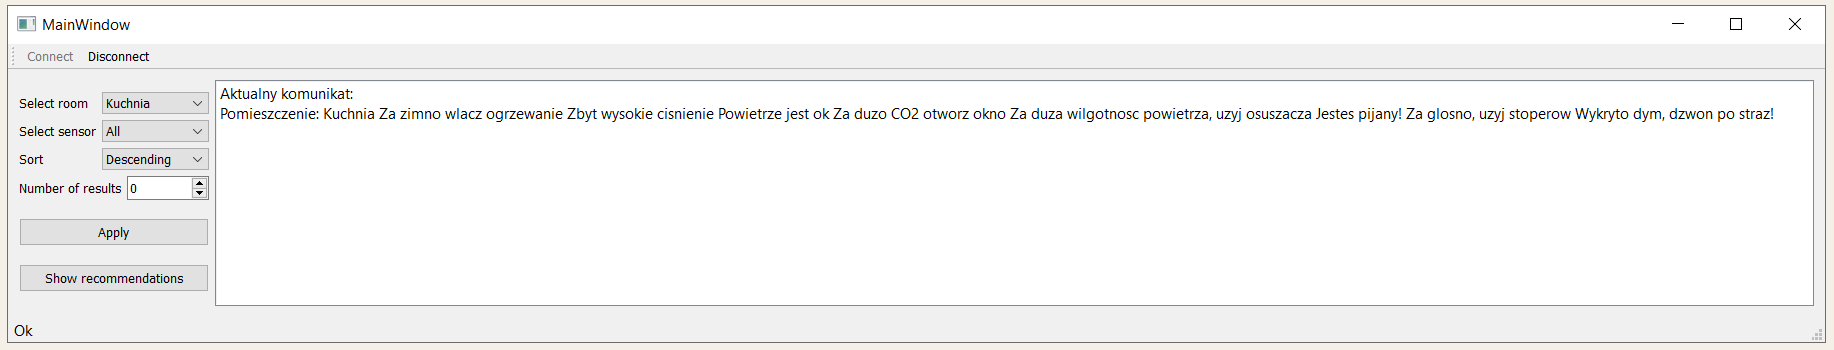 MainWindow
Connect Disconnect
Select room Kuchnia
Select sensor All
Sort Descending
Number of results 0
Apply
Show recommendations
Aktualny komunikat:
Pomieszczenie: Kuchnia Za zimno wlacz ogrzewanie Zbyt wysokie cisnienie Powietrze jest ok Za duzo CO2 otworz okno Za duza wilgotnosc powietrza, uzyj osuszacza Jestes pijany! Za glosno, uzyj stoperow Wykryto dym, dzwon po straz!
Ok